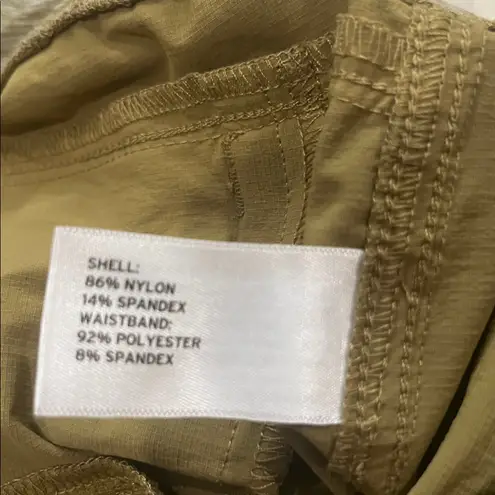 SHELL:
86% NYLON
14% SPANDEX
WAISTBAND:
92% POLYESTER
8% SPANDEX